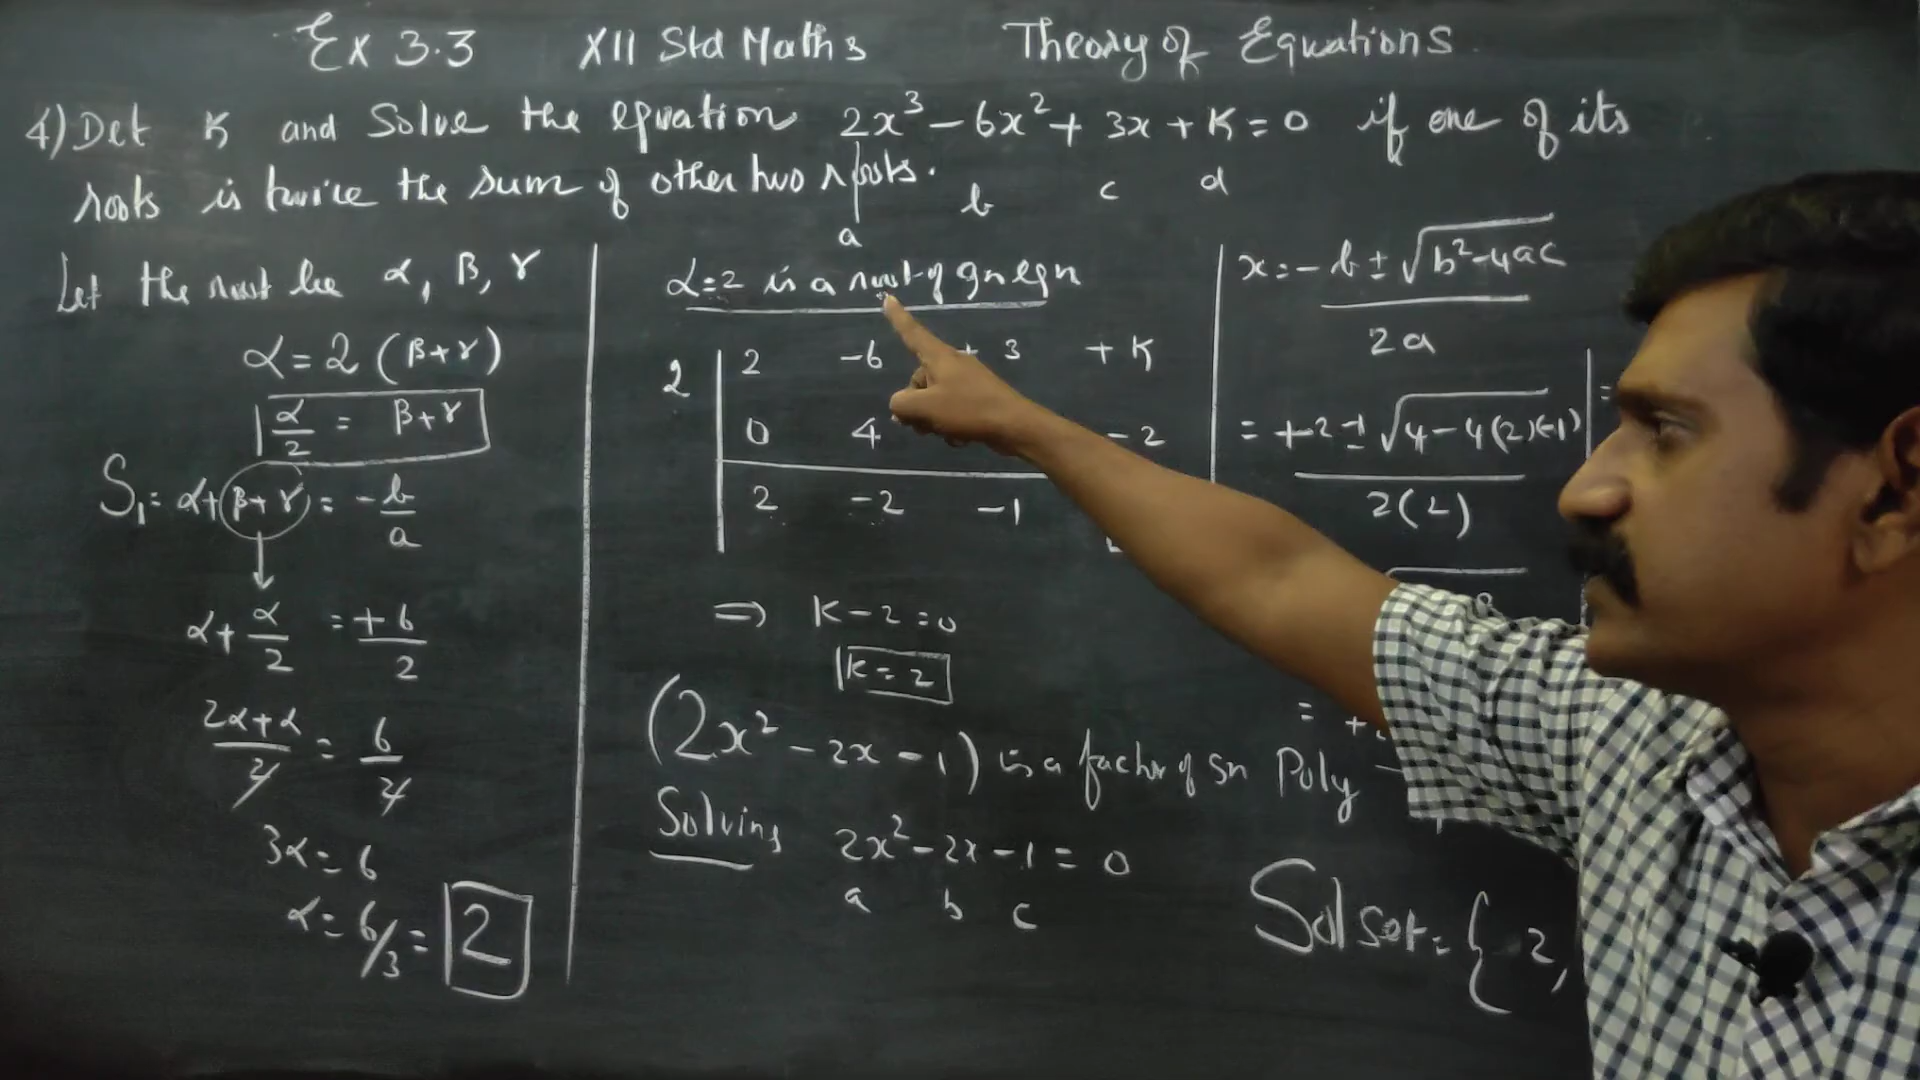 Ex 3.3 XII Std Maths Theory of Equations
4) Det K and Solve the equation 2x³ - 6x² + 3x + K = 0 if one of its
roots is twice the sum of other two roots.
a b c d
Let the root be α, β, γ
α = 2 (β+γ)
α/2 = β+γ
S₁ = α+(β+γ) = -b/a
α + α/2 = +6/2
2α+α/2 = 6/2
3α = 6
α = 6/3 = 2
α=2 is a root of gn eqn
2 | 2 -6 + 3 + K
0 4 -2
2 -2 -1
⇒ K-2=0
K = 2
(2x² - 2x - 1) is a factor of gn Poly
Solving 2x² - 2x - 1 = 0
a b c
x = -b ± √b²-4ac
2a
= +2 ± √4-4(2)(-1)
2(2)
Sol set = { 2,